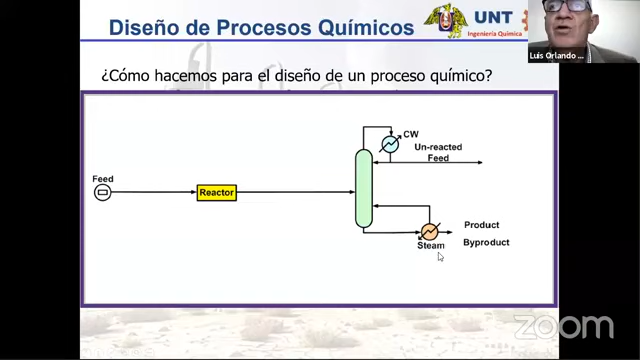 Diseño de Procesos Químicos
UNT
Ingeniería Química
Luis Orlando ...
¿Cómo hacemos para el diseño de un proceso químico?
CW
Un-reacted
Feed
Feed
Reactor
Product
Steam
Byproduct
zoom